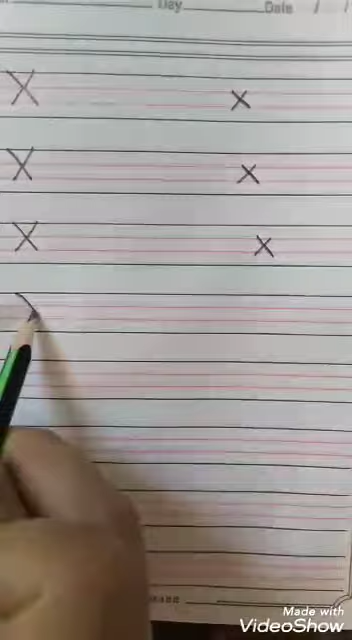 Day Date / /
X x
X x
X x
Made with
VideoShow